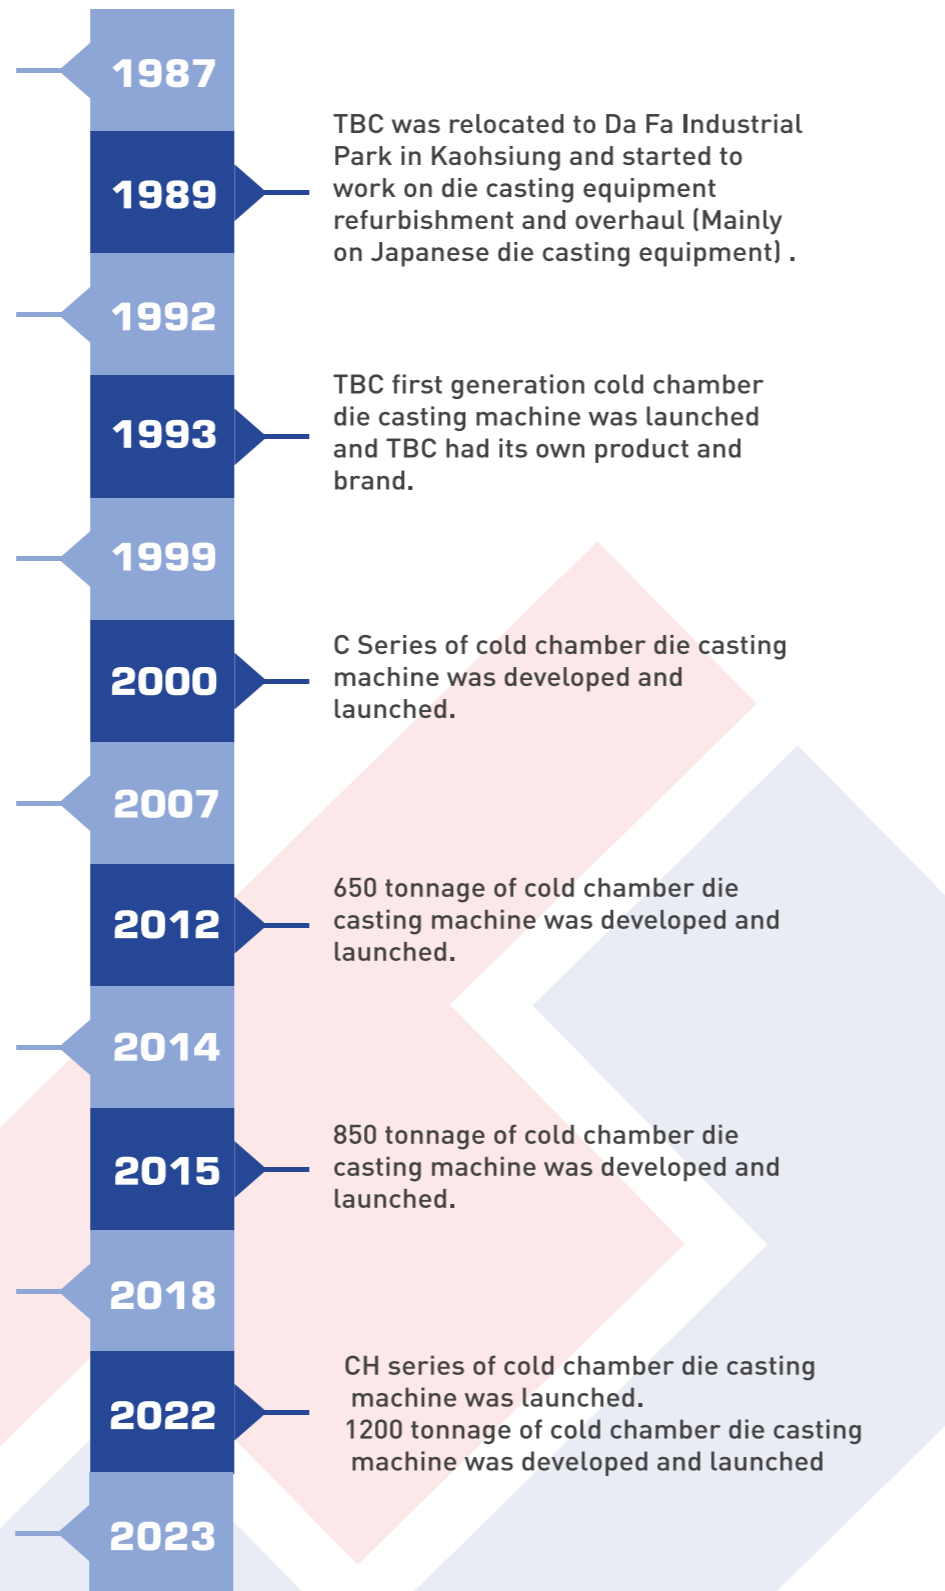 1987
1989
TBC was relocated to Da Fa Industrial
Park in Kaohsiung and started to
work on die casting equipment
refurbishment and overhaul (Mainly
on Japanese die casting equipment) .
1992
1993
TBC first generation cold chamber
die casting machine was launched
and TBC had its own product and
brand.
1999
2000
C Series of cold chamber die casting
machine was developed and
launched.
2007
2012
650 tonnage of cold chamber die
casting machine was developed and
launched.
2014
2015
850 tonnage of cold chamber die
casting machine was developed and
launched.
2018
2022
CH series of cold chamber die casting
machine was launched.
1200 tonnage of cold chamber die casting
machine was developed and launched
2023